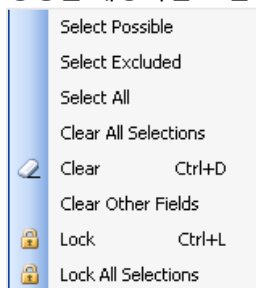 Select Possible
Select Excluded
Select All
Clear All Selections
Clear Ctrl+D
Clear Other Fields
Lock Ctrl+L
Lock All Selections